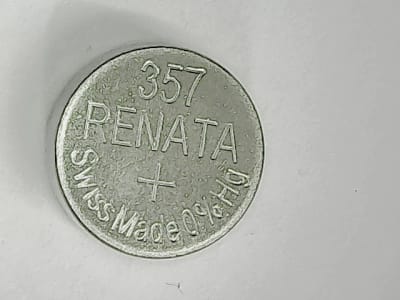 357
RENATA
+
Swiss Made 0% Hg